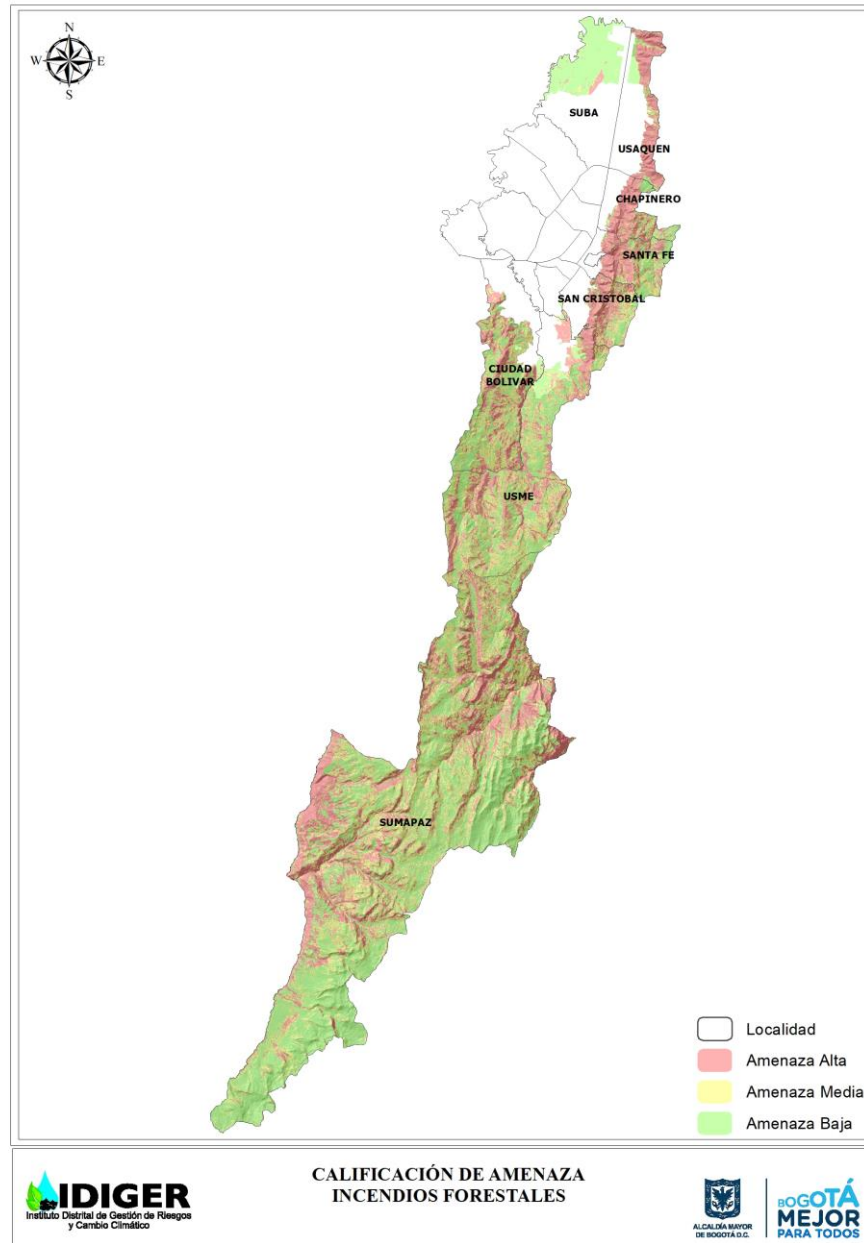 N
W
E
S
SUBA
USAQUEN
CHAPINERO
SANTA FE
SAN CRISTOBAL
CIUDAD
BOLIVAR
USME
SUMAPAZ
Localidad
Amenaza Alta
Amenaza Media
Amenaza Baja
IDIGER
Instituto Distrital de Gestión de Riesgos
y Cambio Climático
CALIFICACIÓN DE AMENAZA
INCENDIOS FORESTALES
ALCALDÍA MAYOR
DE BOGOTÁ D.C.
BOGOTÁ
MEJOR
PARA TODOS